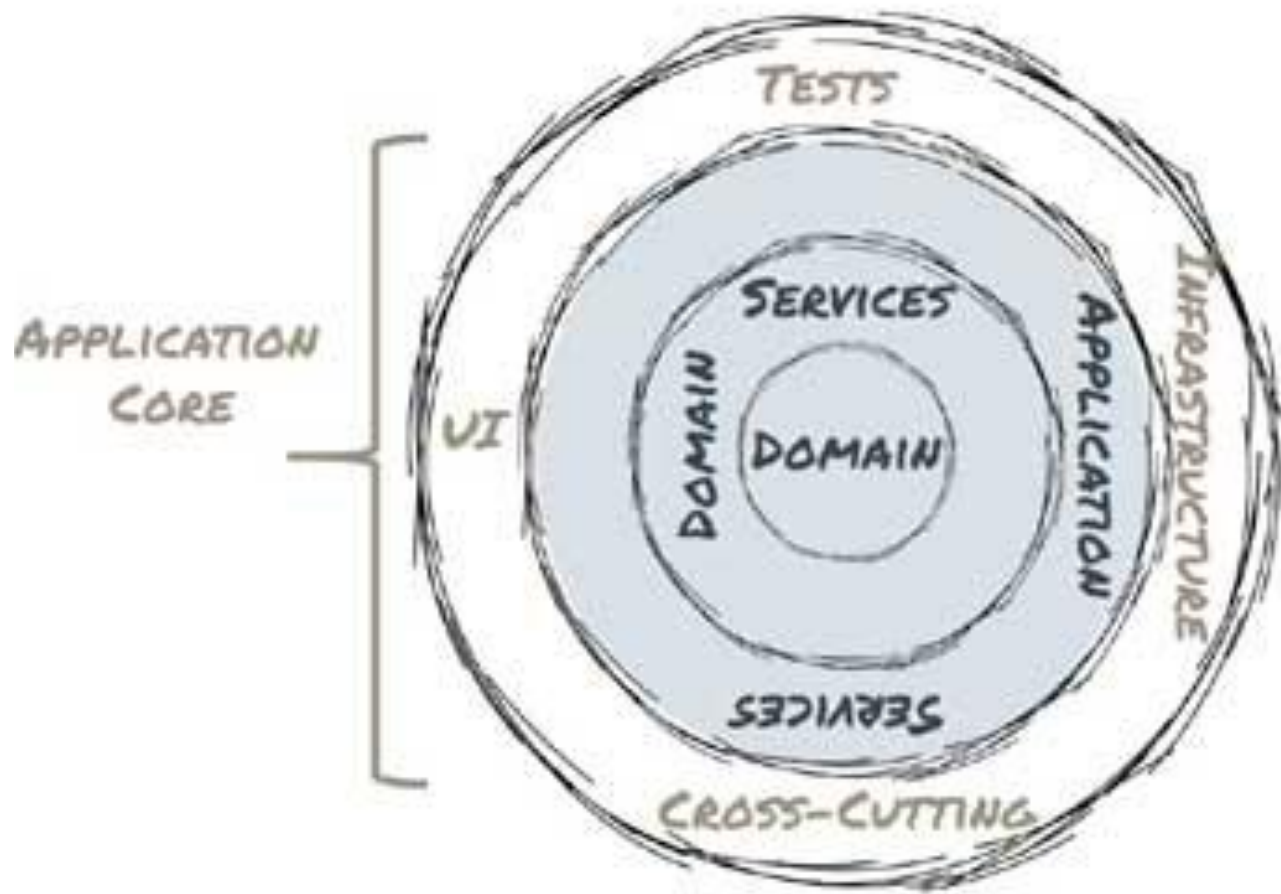 TESTS
APPLICATION
CORE
UI
SERVICES
DOMAIN
DOMAIN
APPLICATION
SERVICES
INFRASTRUCTURE
CROSS-CUTTING